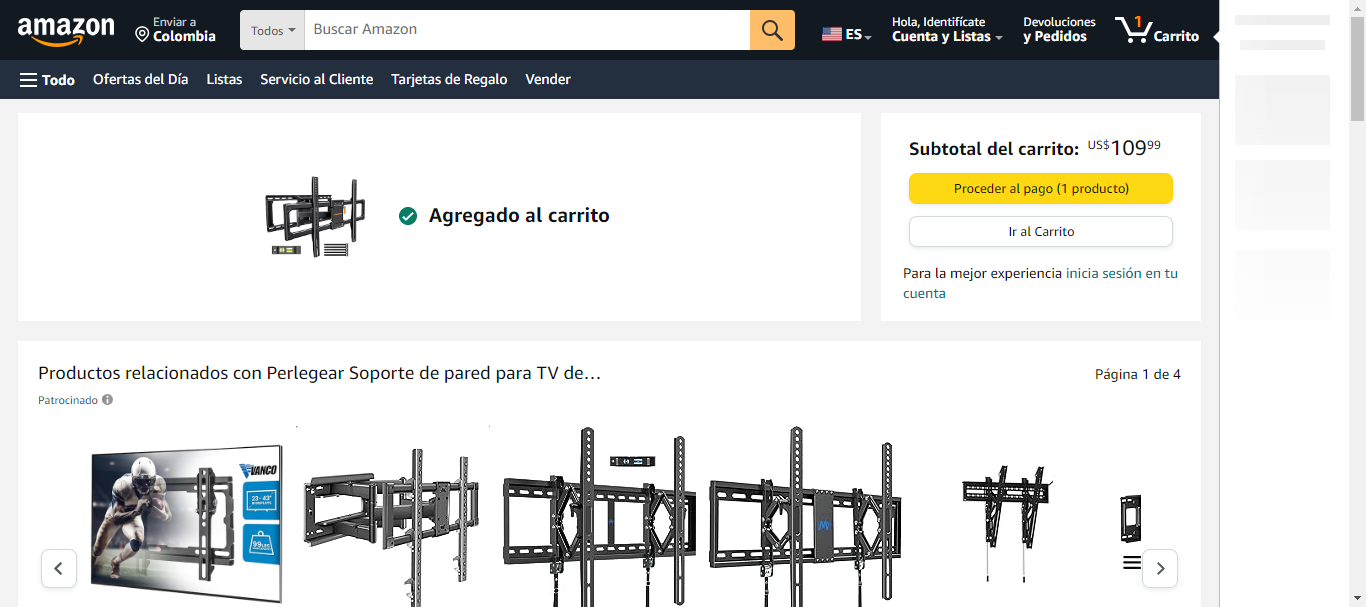 amazon
Enviar a
Colombia
Todos
Buscar Amazon
ES
Hola, Identifícate
Cuenta y Listas
Devoluciones
y Pedidos
1
Carrito
Todo
Ofertas del Día
Listas
Servicio al Cliente
Tarjetas de Regalo
Vender
Agregado al carrito
Subtotal del carrito: US$109.99
Proceder al pago (1 producto)
Ir al Carrito
Para la mejor experiencia inicia sesión en tu
cuenta
Productos relacionados con Perlegear Soporte de pared para TV de…
Página 1 de 4
Patrocinado
VANCO
23 - 43"
99LBS